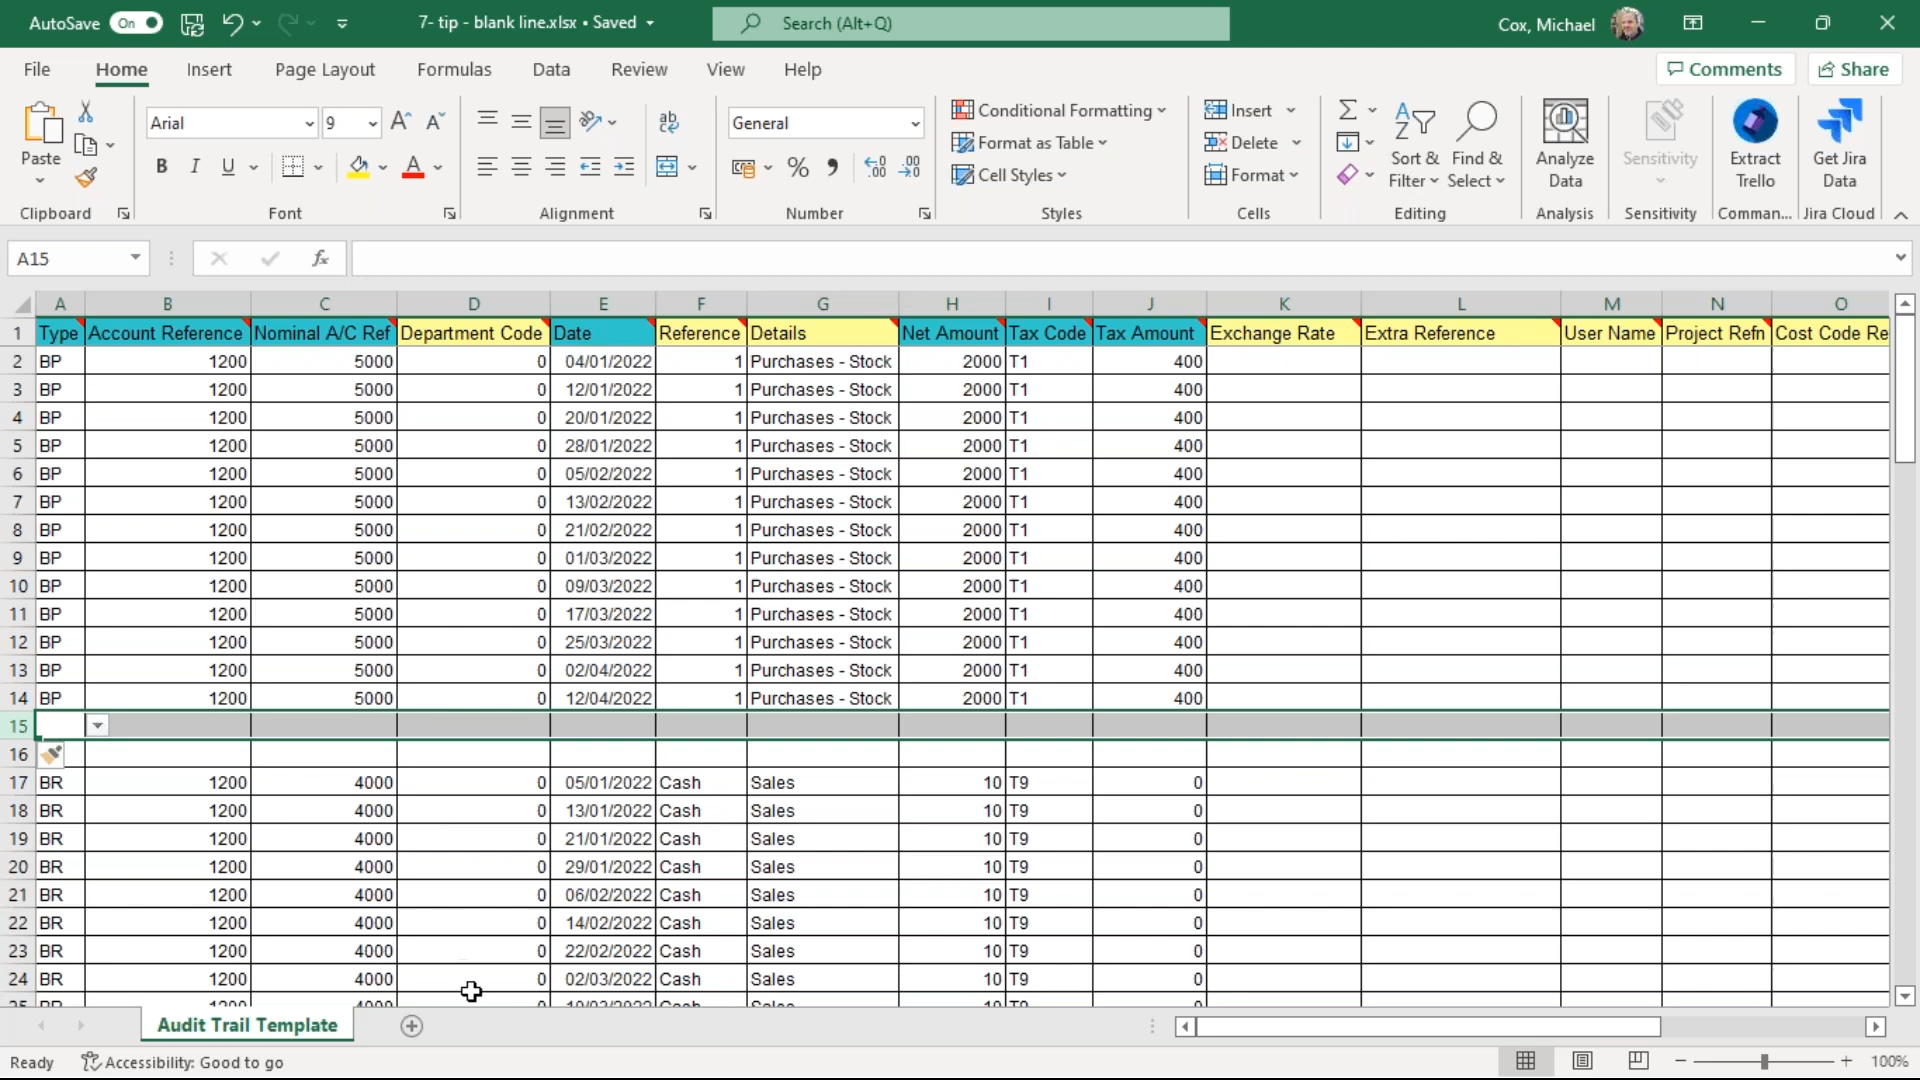 AutoSave On 7- tip - blank line.xlsx • Saved Search (Alt+Q) Cox, Michael
File Home Insert Page Layout Formulas Data Review View Help Comments Share
Paste Arial 9 General Conditional Formatting Format as Table Cell Styles Insert Delete Format Sort & Filter Find & Select Analyze Data Sensitivity Extract Trello Get Jira Data
B I U A % ab c
Clipboard Font Alignment Number Styles Cells Editing Analysis Sensitivity Comman... Jira Cloud
A15 fx
A B C D E F G H I J K L M N O
1 Type Account Reference Nominal A/C Ref Department Code Date Reference Details Net Amount Tax Code Tax Amount Exchange Rate Extra Reference User Name Project Refn Cost Code Re
2 BP 1200 5000 0 04/01/2022 1 Purchases - Stock 2000 T1 400
3 BP 1200 5000 0 12/01/2022 1 Purchases - Stock 2000 T1 400
4 BP 1200 5000 0 20/01/2022 1 Purchases - Stock 2000 T1 400
5 BP 1200 5000 0 28/01/2022 1 Purchases - Stock 2000 T1 400
6 BP 1200 5000 0 05/02/2022 1 Purchases - Stock 2000 T1 400
7 BP 1200 5000 0 13/02/2022 1 Purchases - Stock 2000 T1 400
8 BP 1200 5000 0 21/02/2022 1 Purchases - Stock 2000 T1 400
9 BP 1200 5000 0 01/03/2022 1 Purchases - Stock 2000 T1 400
10 BP 1200 5000 0 09/03/2022 1 Purchases - Stock 2000 T1 400
11 BP 1200 5000 0 17/03/2022 1 Purchases - Stock 2000 T1 400
12 BP 1200 5000 0 25/03/2022 1 Purchases - Stock 2000 T1 400
13 BP 1200 5000 0 02/04/2022 1 Purchases - Stock 2000 T1 400
14 BP 1200 5000 0 12/04/2022 1 Purchases - Stock 2000 T1 400
15
16
17 BR 1200 4000 0 05/01/2022 Cash Sales 10 T9 0
18 BR 1200 4000 0 13/01/2022 Cash Sales 10 T9 0
19 BR 1200 4000 0 21/01/2022 Cash Sales 10 T9 0
20 BR 1200 4000 0 29/01/2022 Cash Sales 10 T9 0
21 BR 1200 4000 0 06/02/2022 Cash Sales 10 T9 0
22 BR 1200 4000 0 14/02/2022 Cash Sales 10 T9 0
23 BR 1200 4000 0 22/02/2022 Cash Sales 10 T9 0
24 BR 1200 4000 0 02/03/2022 Cash Sales 10 T9 0
Audit Trail Template
Ready Accessibility: Good to go 100%